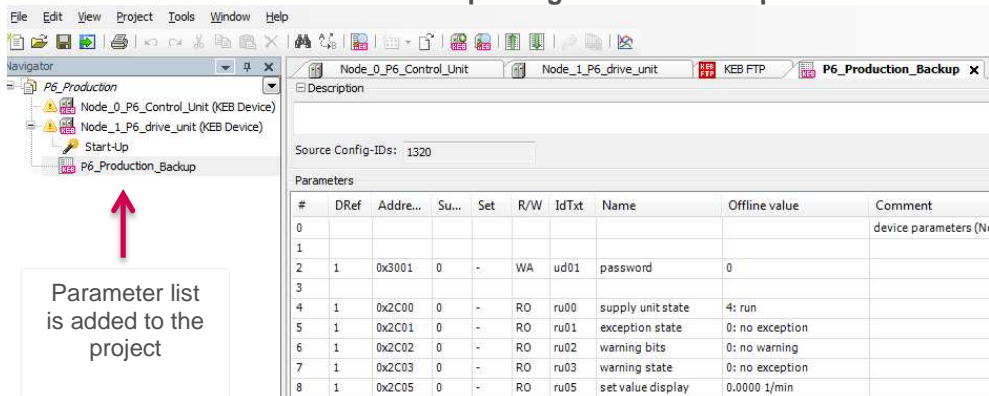 File Edit View Project Tools Window Help
Navigator
Node_0_P6_Control_Unit Node_1_P6_drive_unit KEB FTP KEB FTP P6_Production_Backup X
P6_Production
Node_0_P6_Control_Unit (KEB Device)
Node_1_P6_drive_unit (KEB Device)
Start-Up
P6_Production_Backup
Description
Source Config-IDs: 1320
Parameters
# DRef Addre... Su... Set R/W IdTxt Name Offline value Comment
0 device parameters (No
1
2 1 0x3001 0 - WA ud01 password 0
3
4 1 0x2C00 0 - RO ru00 supply unit state 4: run
5 1 0x2C01 0 - RO ru01 exception state 0: no exception
6 1 0x2C02 0 - RO ru02 warning bits 0: no warning
7 1 0x2C03 0 - RO ru03 warning state 0: no exception
8 1 0x2C05 0 - RO ru05 set value display 0.0000 1/min
Parameter list
is added to the
project